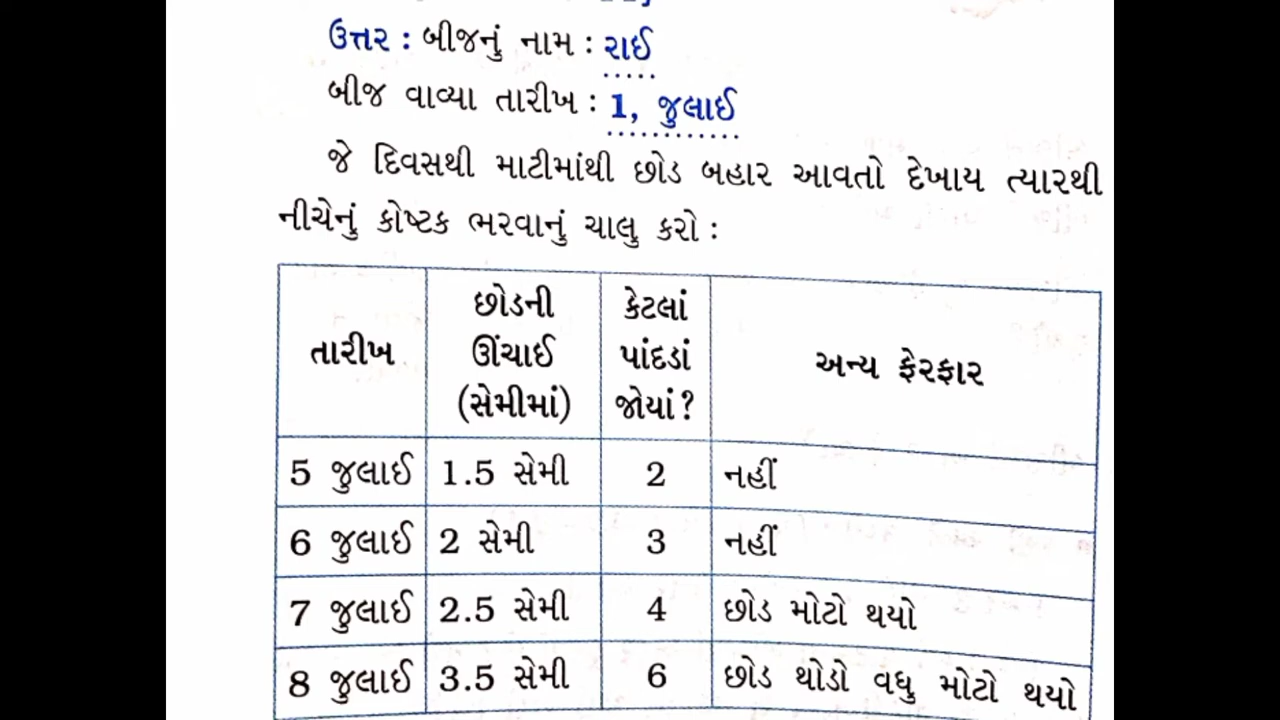 ઉત્તર : બીજનું નામ : રાઈ
બીજ વાવ્યા તારીખ : 1, જુલાઈ
જે દિવસથી માટીમાંથી છોડ બહાર આવતો દેખાય ત્યારથી
નીચેનું કોષ્ટક ભરવાનું ચાલુ કરો :
તારીખ છોડની ઊંચાઈ (સેમીમાં) કેટલાં પાંદડાં જોયાં? અન્ય ફેરફાર
5 જુલાઈ 1.5 સેમી 2 નહીં
6 જુલાઈ 2 સેમી 3 નહીં
7 જુલાઈ 2.5 સેમી 4 છોડ મોટો થયો
8 જુલાઈ 3.5 સેમી 6 છોડ થોડો વધુ મોટો થયો